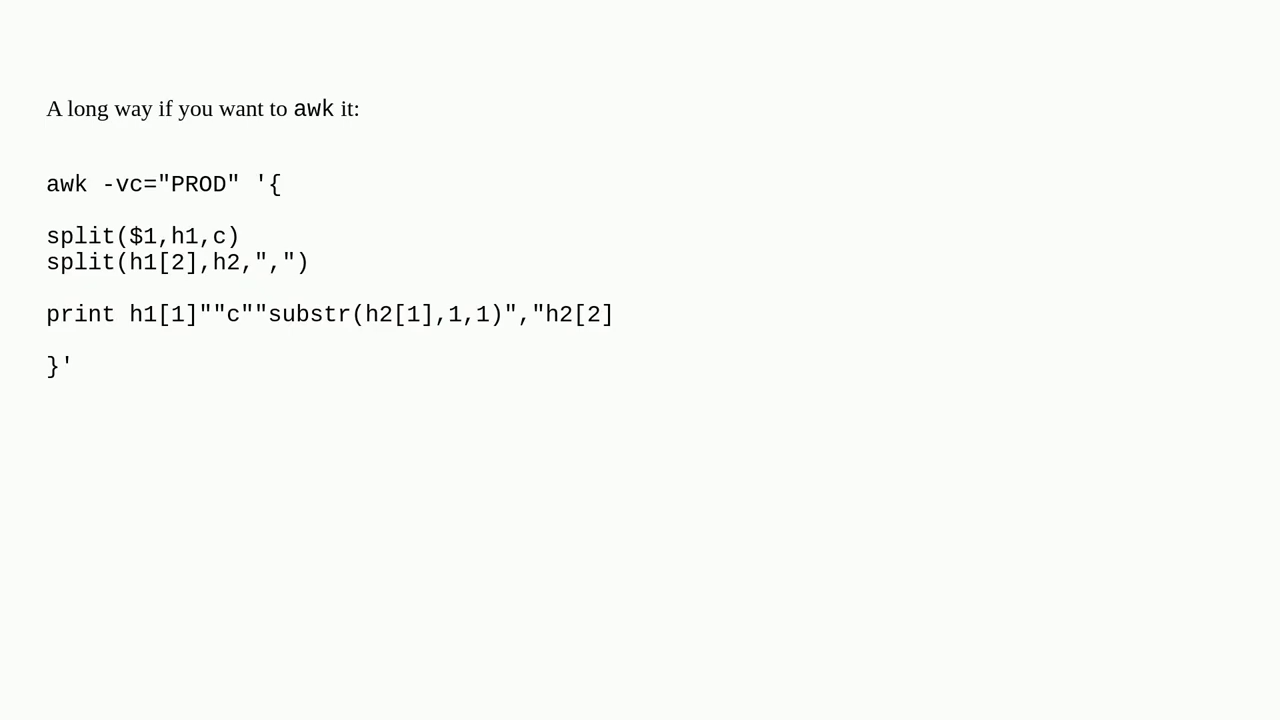 A long way if you want to awk it:
awk -vc="PROD" '{
split($1,h1,c)
split(h1[2],h2,",")
print h1[1]""c""substr(h2[1],1,1)","h2[2]
}'